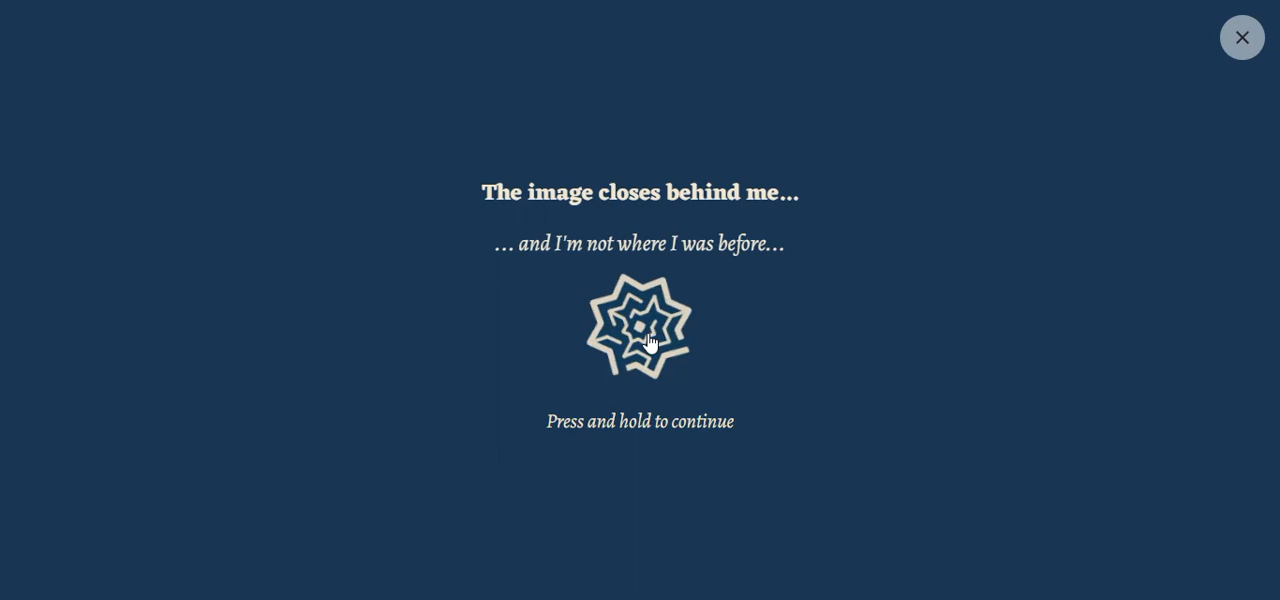 The image closes behind me...
... and I'm not where I was before...
Press and hold to continue